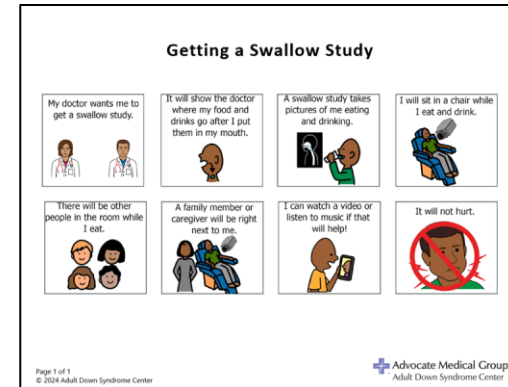 Getting a Swallow Study
My doctor wants me to
get a swallow study.
It will show the doctor
where my food and
drinks go after I put
them in my mouth.
A swallow study takes
pictures of me eating
and drinking.
I will sit in a chair while
I eat and drink.
There will be other
people in the room while
I eat.
A family member or
caregiver will be right
next to me.
I can watch a video or
listen to music if that
will help!
It will not hurt.
Page 1 of 1
© 2024 Adult Down Syndrome Center
Advocate Medical Group
Adult Down Syndrome Center